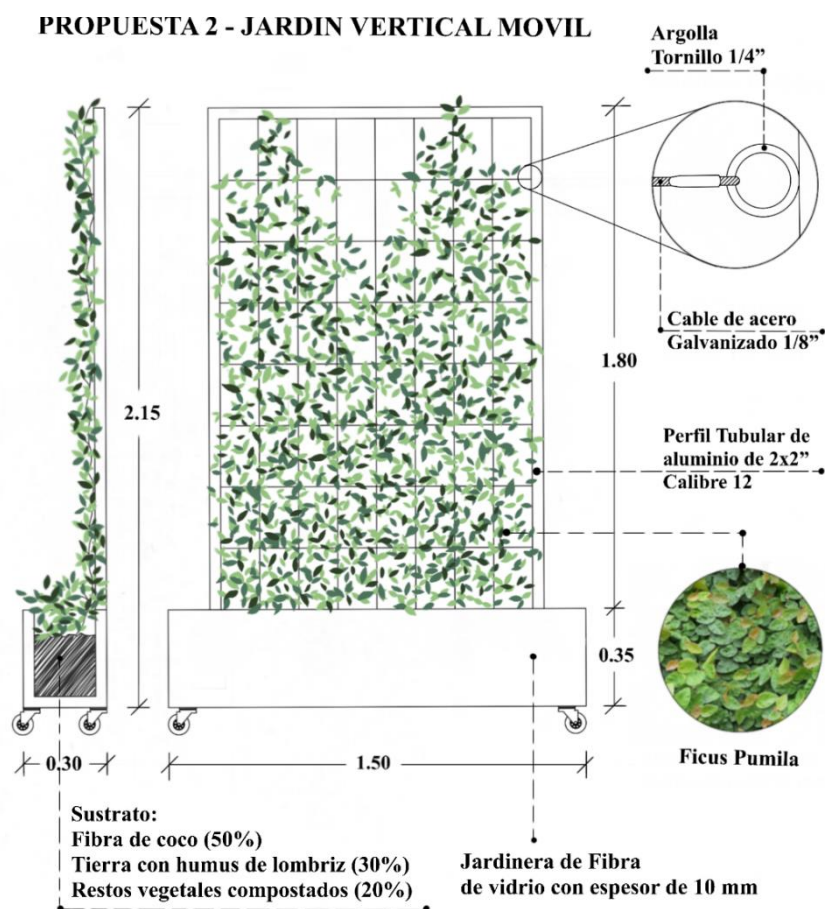 PROPUESTA 2 - JARDIN VERTICAL MOVIL
Argolla
Tornillo 1/4”
Cable de acero
Galvanizado 1/8”
2.15
1.80
Perfil Tubular de
aluminio de 2x2”
Calibre 12
0.35
Ficus Pumila
0.30
1.50
Sustrato:
Fibra de coco (50%)
Tierra con humus de lombriz (30%)
Restos vegetales compostados (20%)
Jardinera de Fibra
de vidrio con espesor de 10 mm